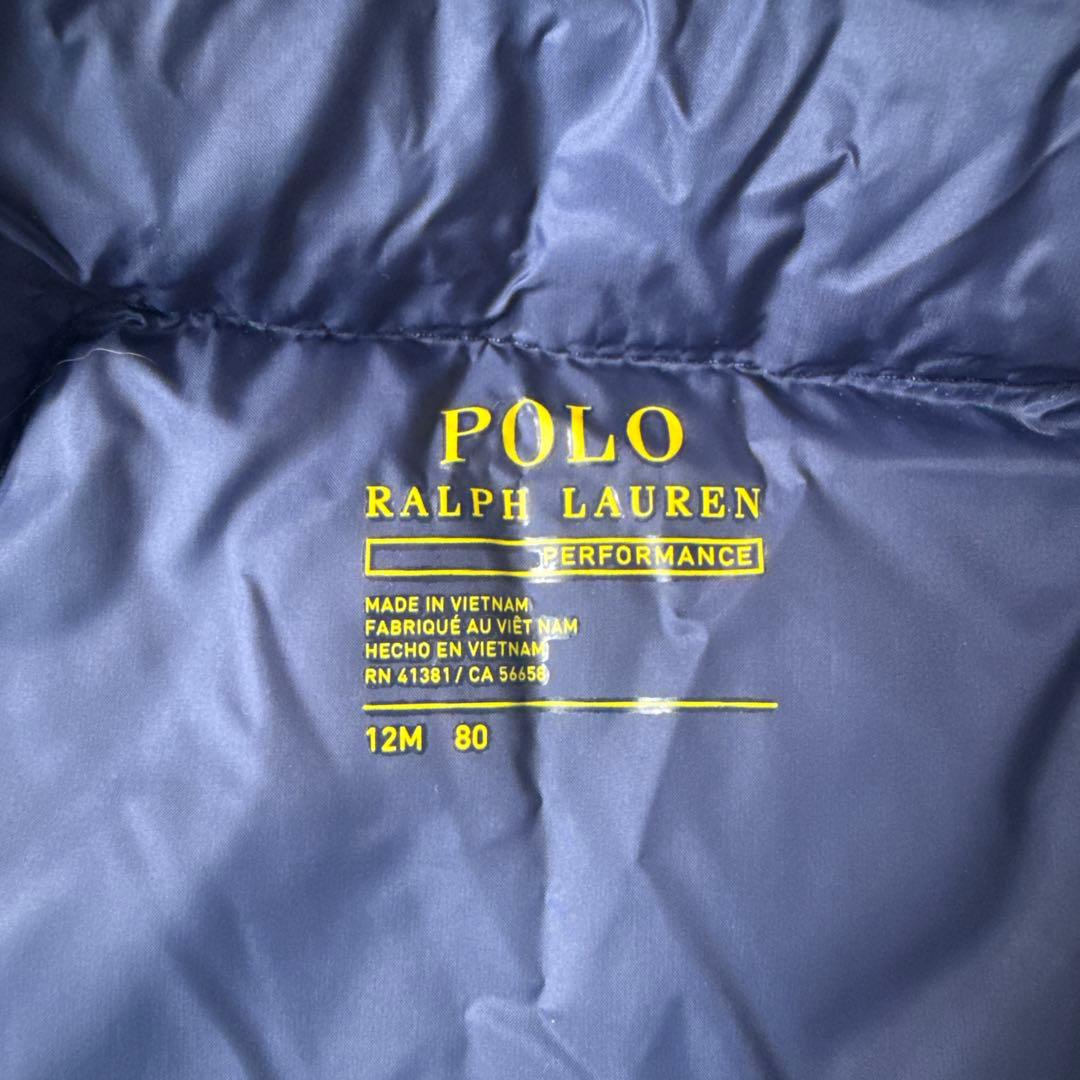 POLO
RALPH LAUREN
PERFORMANCE
MADE IN VIETNAM
FABRIQUÉ AU VIÊT NAM
HECHO EN VIETNAM
RN 41381 / CA 56658
12M 80